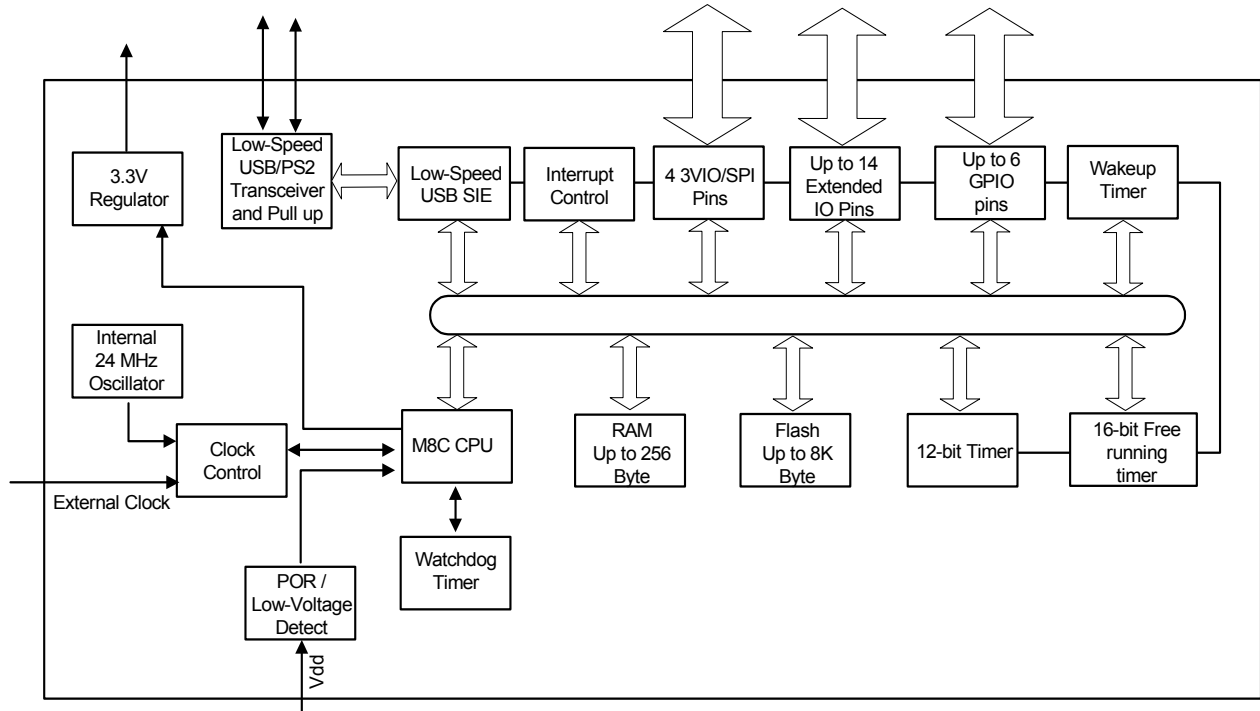 3.3V
Regulator
Low-Speed
USB/PS2
Transceiver
and Pull up
Low-Speed
USB SIE
Interrupt
Control
4 3VIO/SPI
Pins
Up to 14
Extended
IO Pins
Up to 6
GPIO
pins
Wakeup
Timer
Internal
24 MHz
Oscillator
Clock
Control
External Clock
M8C CPU
RAM
Up to 256
Byte
Flash
Up to 8K
Byte
12-bit Timer
16-bit Free
running
timer
Watchdog
Timer
POR /
Low-Voltage
Detect
Vdd